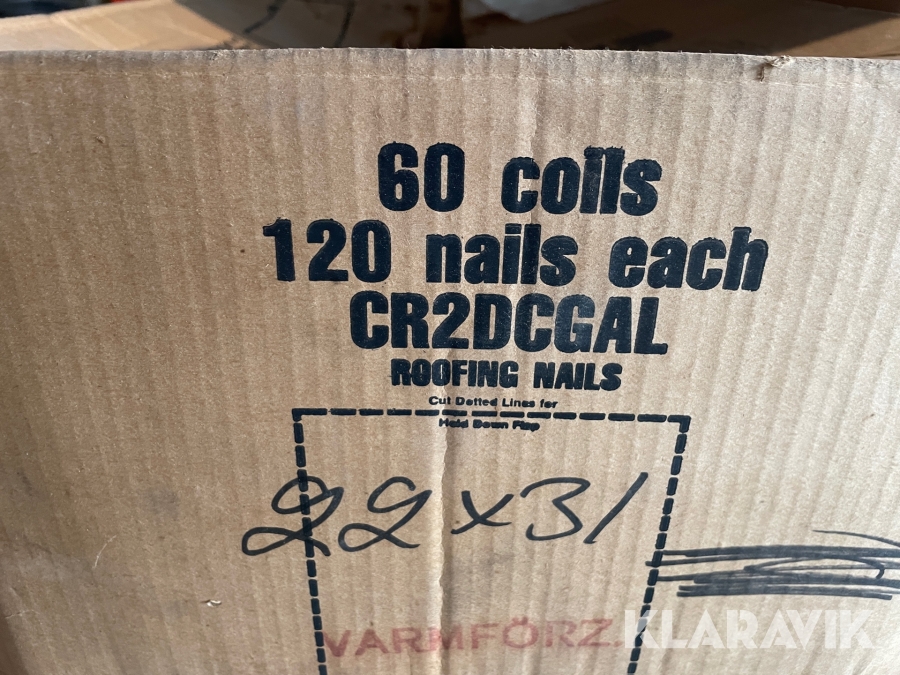 60 coils
120 nails each
CR2DCGAL
ROOFING NAILS
Cut Dotted Lines for
Hold Down Flap
22x31
VARMFÖRZ
KLARAVIK